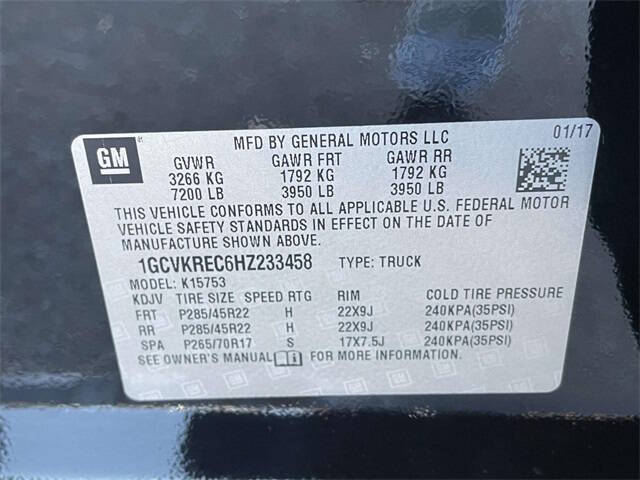 GM
MFD BY GENERAL MOTORS LLC 01/17
GVWR GAWR FRT GAWR RR
3266 KG 1792 KG 1792 KG
7200 LB 3950 LB 3950 LB
THIS VEHICLE CONFORMS TO ALL APPLICABLE U.S. FEDERAL MOTOR
VEHICLE SAFETY STANDARDS IN EFFECT ON THE DATE OF
MANUFACTURE SHOWN ABOVE.
1GCVKREC6HZ233458 TYPE: TRUCK
MODEL: K15753
KDJV TIRE SIZE SPEED RTG RIM COLD TIRE PRESSURE
FRT P285/45R22 H 22X9J 240KPA(35PSI)
RR P285/45R22 H 22X9J 240KPA(35PSI)
SPA P265/70R17 S 17X7.5J 240KPA(35PSI)
SEE OWNER'S MANUAL FOR MORE INFORMATION.